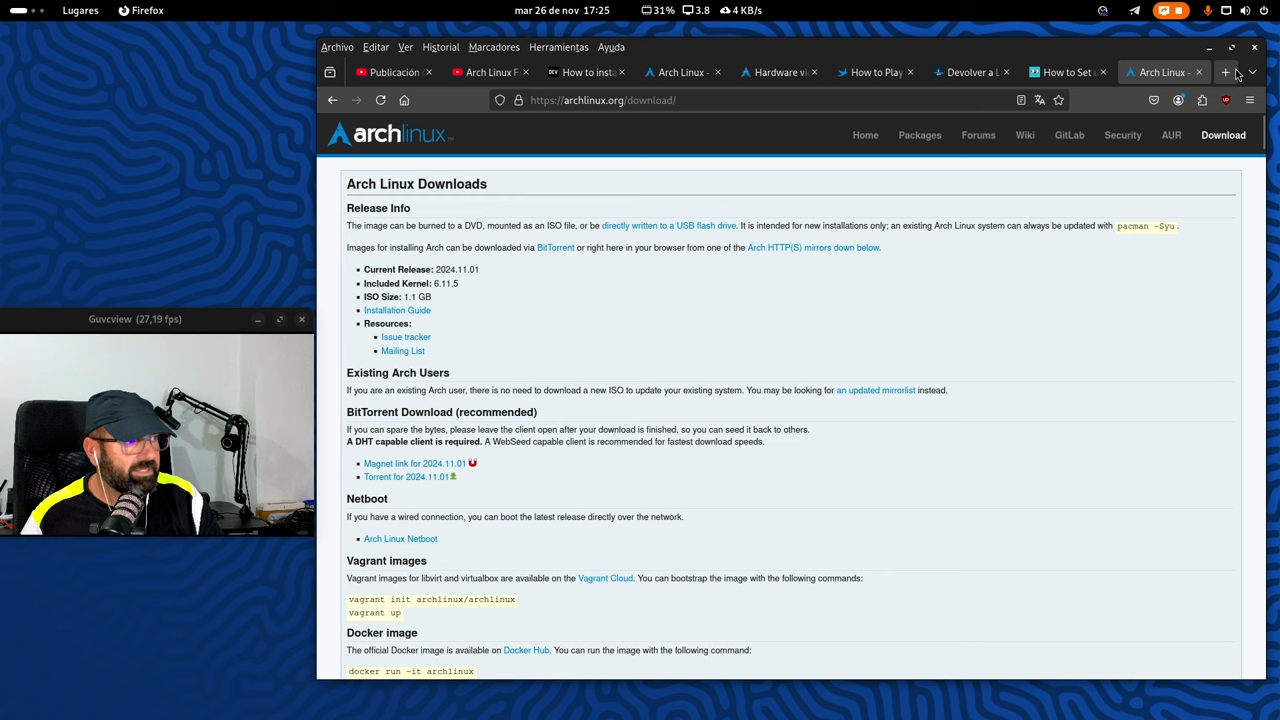 Lugares
Firefox
mar 26 de nov 17:25
31%
3.8
4 KB/s
Archivo
Editar
Ver
Historial
Marcadores
Herramientas
Ayuda
Publicación
Arch Linux F
How to insta
Arch Linux -
Hardware vi
How to Play
Devolver a L
How to Set u
Arch Linux -
https://archlinux.org/download/
archlinux
Home
Packages
Forums
Wiki
GitLab
Security
AUR
Download
Arch Linux Downloads
Release Info
The image can be burned to a DVD, mounted as an ISO file, or be directly written to a USB flash drive. It is intended for new installations only; an existing Arch Linux system can always be updated with pacman -Syu.
Images for installing Arch can be downloaded via BitTorrent or right here in your browser from one of the Arch HTTP(S) mirrors down below.
Current Release: 2024.11.01
Included Kernel: 6.11.5
ISO Size: 1.1 GB
Installation Guide
Resources:
Issue tracker
Mailing List
Existing Arch Users
If you are an existing Arch user, there is no need to download a new ISO to update your existing system. You may be looking for an updated mirrorlist instead.
BitTorrent Download (recommended)
If you can spare the bytes, please leave the client open after your download is finished, so you can seed it back to others.
A DHT capable client is required. A WebSeed capable client is recommended for fastest download speeds.
Magnet link for 2024.11.01
Torrent for 2024.11.01
Netboot
If you have a wired connection, you can boot the latest release directly over the network.
Arch Linux Netboot
Vagrant images
Vagrant images for libvirt and virtualbox are available on the Vagrant Cloud. You can bootstrap the image with the following commands:
vagrant init archlinux/archlinux
vagrant up
Docker image
The official Docker image is available on Docker Hub. You can run the image with the following command:
docker run -it archlinux
Guvcview (27,19 fps)